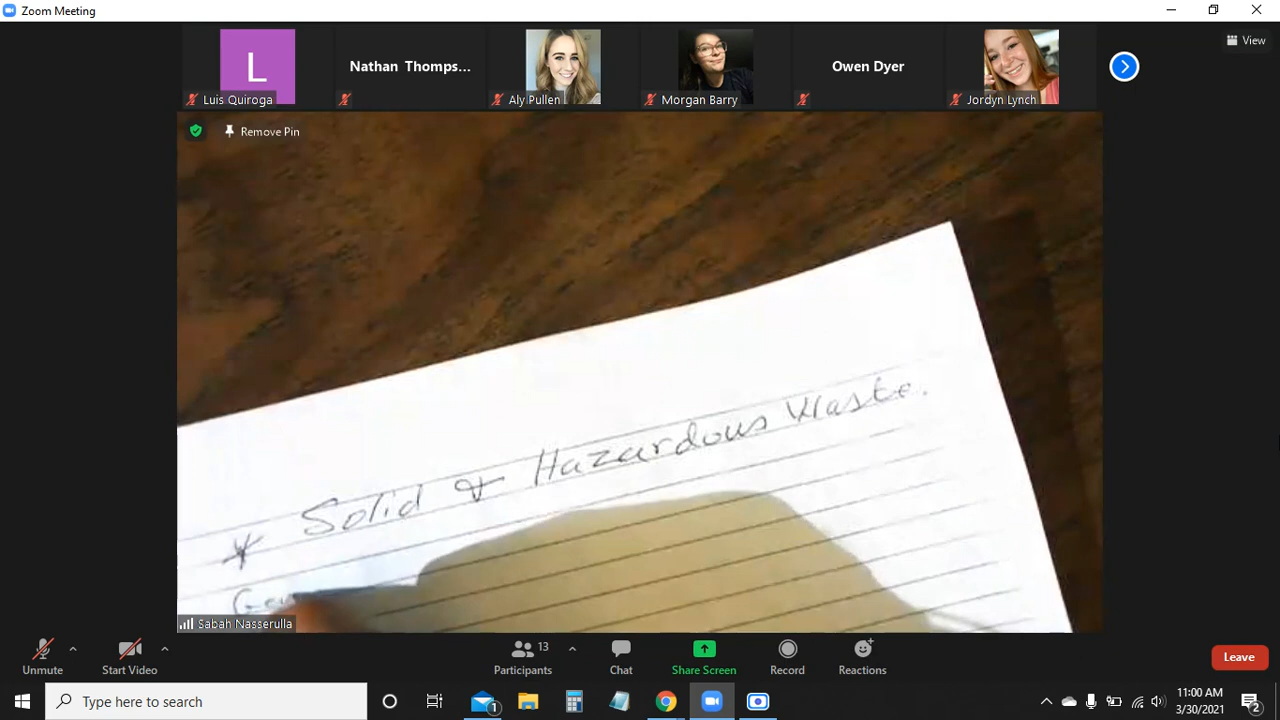 Zoom Meeting
L
Luis Quiroga
Nathan Thomps...
Aly Pullen
Morgan Barry
Owen Dyer
Jordyn Lynch
View
Remove Pin
* Solid & Hazardous Waste.
Sabah Nasserulla
Unmute
Start Video
Participants
13
Chat
Share Screen
Record
Reactions
Leave
Type here to search
1
11:00 AM
3/30/2021
2